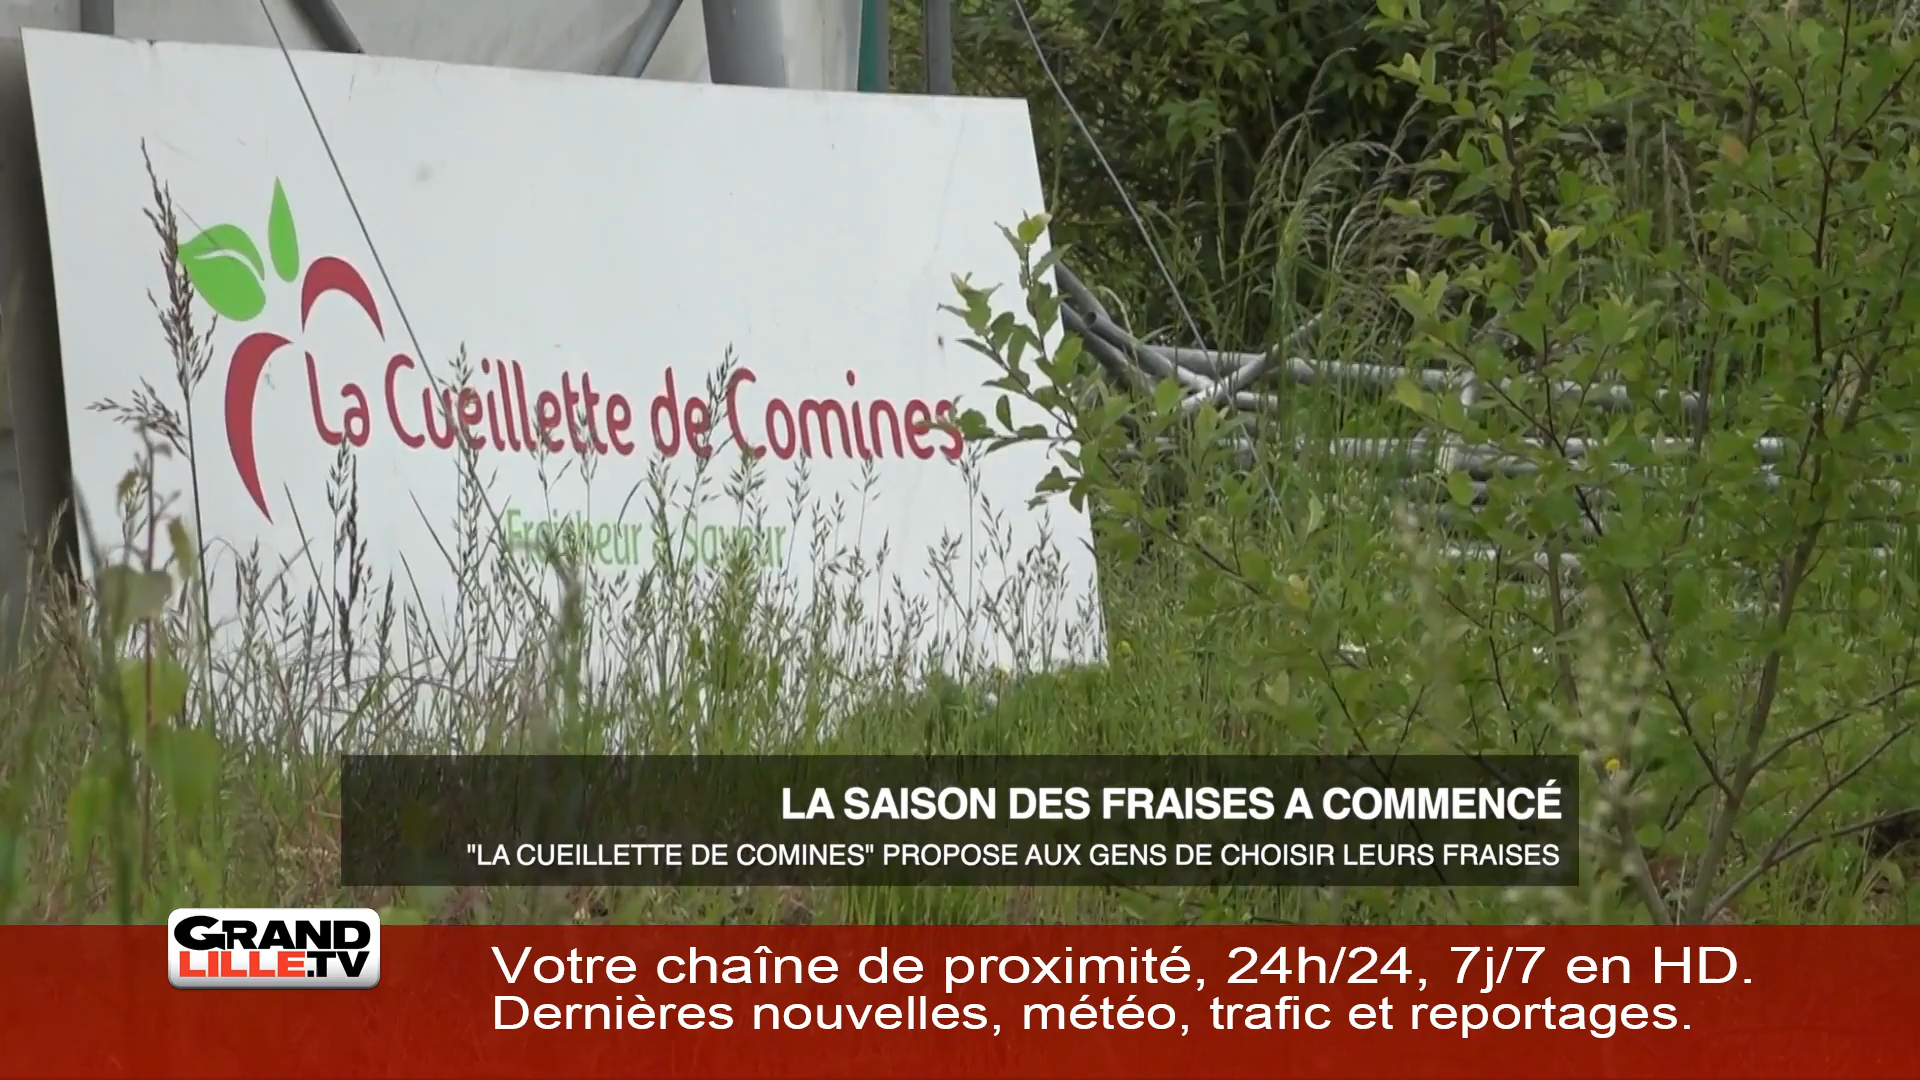 La Cueillette de Comines
Fraîcheur & Saveur
LA SAISON DES FRAISES A COMMENCÉ
"LA CUEILLETTE DE COMINES" PROPOSE AUX GENS DE CHOISIR LEURS FRAISES
GRAND
LILLE.TV
Votre chaîne de proximité, 24h/24, 7j/7 en HD.
Dernières nouvelles, météo, trafic et reportages.